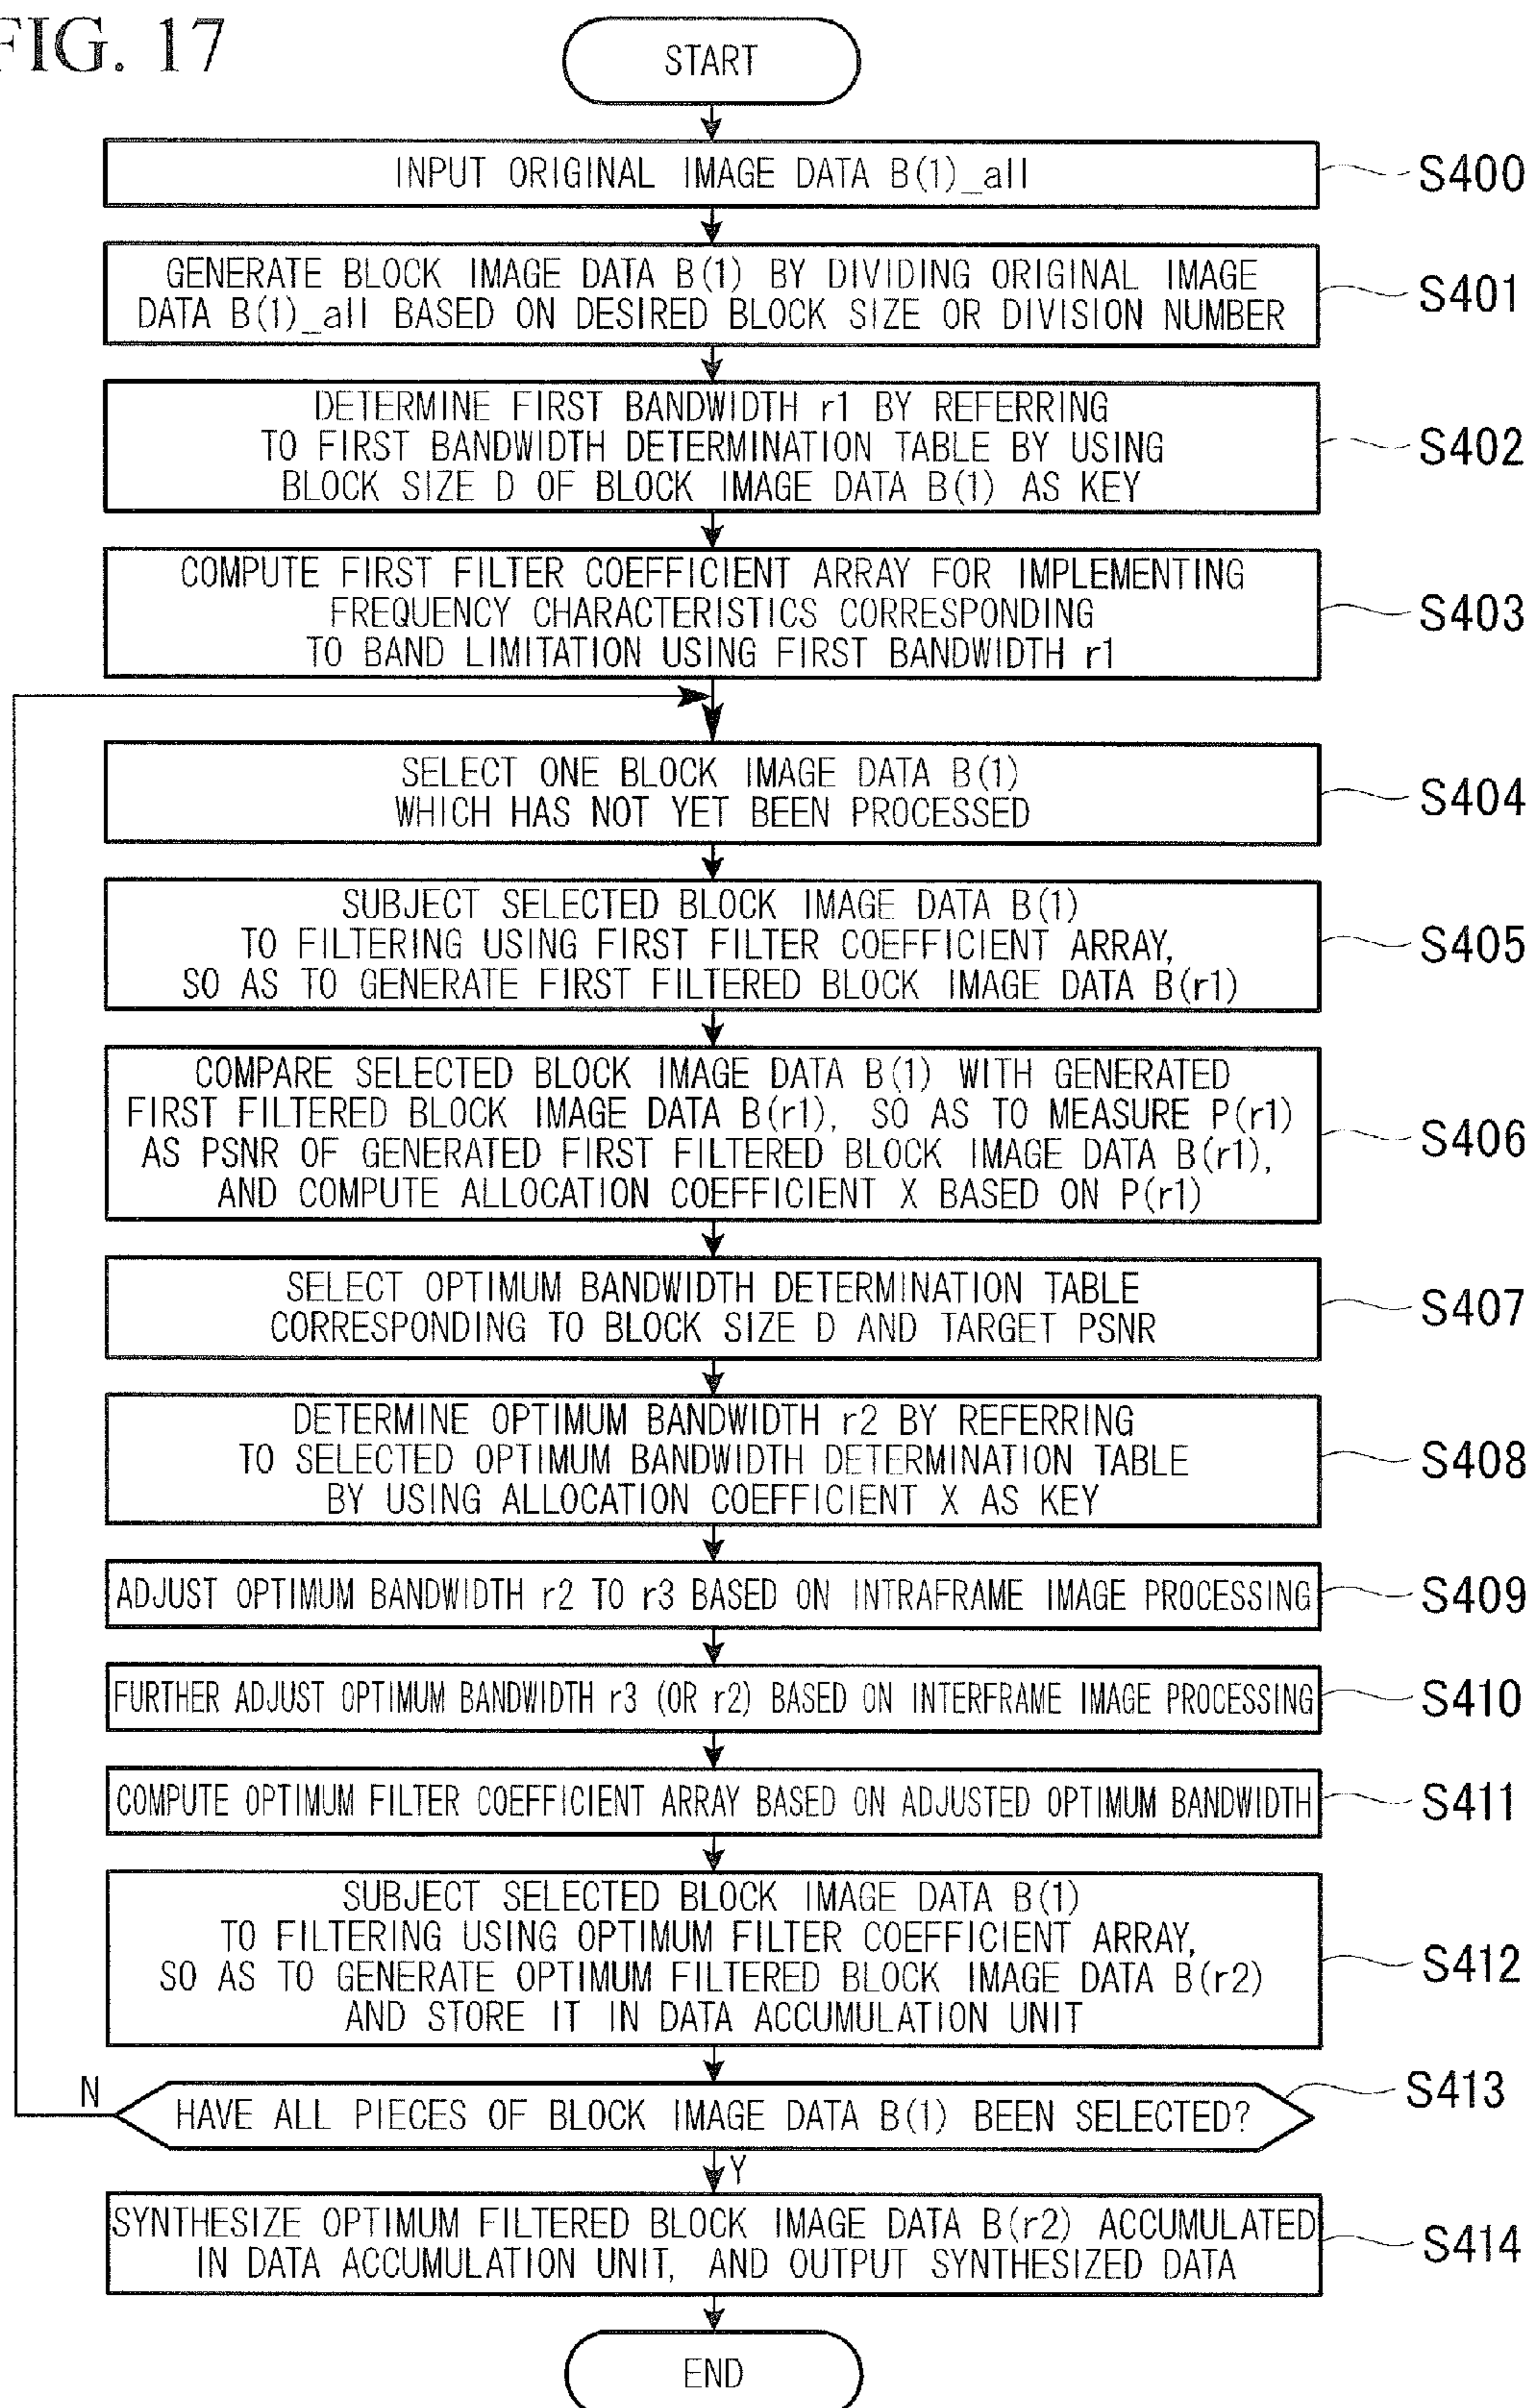 FIG. 17
START
INPUT ORIGINAL IMAGE DATA B(1)_all
S400
GENERATE BLOCK IMAGE DATA B(1) BY DIVIDING ORIGINAL IMAGE
DATA B(1)_all BASED ON DESIRED BLOCK SIZE OR DIVISION NUMBER
S401
DETERMINE FIRST BANDWIDTH r1 BY REFERRING
TO FIRST BANDWIDTH DETERMINATION TABLE BY USING
BLOCK SIZE D OF BLOCK IMAGE DATA B(1) AS KEY
S402
COMPUTE FIRST FILTER COEFFICIENT ARRAY FOR IMPLEMENTING
FREQUENCY CHARACTERISTICS CORRESPONDING
TO BAND LIMITATION USING FIRST BANDWIDTH r1
S403
SELECT ONE BLOCK IMAGE DATA B(1)
WHICH HAS NOT YET BEEN PROCESSED
S404
SUBJECT SELECTED BLOCK IMAGE DATA B(1)
TO FILTERING USING FIRST FILTER COEFFICIENT ARRAY,
SO AS TO GENERATE FIRST FILTERED BLOCK IMAGE DATA B(r1)
S405
COMPARE SELECTED BLOCK IMAGE DATA B(1) WITH GENERATED
FIRST FILTERED BLOCK IMAGE DATA B(r1), SO AS TO MEASURE P(r1)
AS PSNR OF GENERATED FIRST FILTERED BLOCK IMAGE DATA B(r1),
AND COMPUTE ALLOCATION COEFFICIENT X BASED ON P(r1)
S406
SELECT OPTIMUM BANDWIDTH DETERMINATION TABLE
CORRESPONDING TO BLOCK SIZE D AND TARGET PSNR
S407
DETERMINE OPTIMUM BANDWIDTH r2 BY REFERRING
TO SELECTED OPTIMUM BANDWIDTH DETERMINATION TABLE
BY USING ALLOCATION COEFFICIENT X AS KEY
S408
ADJUST OPTIMUM BANDWIDTH r2 TO r3 BASED ON INTRAFRAME IMAGE PROCESSING
S409
FURTHER ADJUST OPTIMUM BANDWIDTH r3 (OR r2) BASED ON INTERFRAME IMAGE PROCESSING
S410
COMPUTE OPTIMUM FILTER COEFFICIENT ARRAY BASED ON ADJUSTED OPTIMUM BANDWIDTH
S411
SUBJECT SELECTED BLOCK IMAGE DATA B(1)
TO FILTERING USING OPTIMUM FILTER COEFFICIENT ARRAY,
SO AS TO GENERATE OPTIMUM FILTERED BLOCK IMAGE DATA B(r2)
AND STORE IT IN DATA ACCUMULATION UNIT
S412
N
HAVE ALL PIECES OF BLOCK IMAGE DATA B(1) BEEN SELECTED?
S413
Y
SYNTHESIZE OPTIMUM FILTERED BLOCK IMAGE DATA B(r2) ACCUMULATED
IN DATA ACCUMULATION UNIT, AND OUTPUT SYNTHESIZED DATA
S414
END